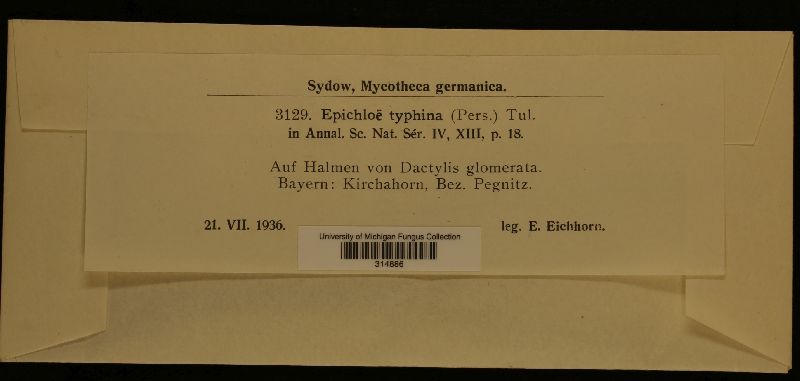 Sydow, Mycotheca germanica.
3129. Epichloë typhina (Pers.) Tul.
in Annal. Sc. Nat. Sér. IV, XIII, p. 18.
Auf Halmen von Dactylis glomerata.
Bayern: Kirchahorn, Bez. Pegnitz.
21. VII. 1936.
leg. E. Eichhorn.
University of Michigan Fungus Collection
314886